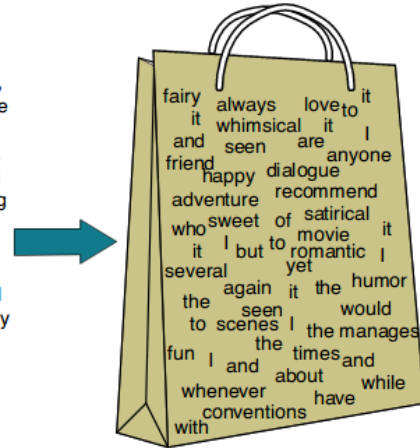 fairy always love to it
it whimsical it I
and seen are anyone
friend happy dialogue
adventure recommend
who sweet of satirical it
it I but to movie romantic I
several yet
again it the humor
the seen would
to scenes I the manages
fun the times and
I and about while
whenever have
conventions
with